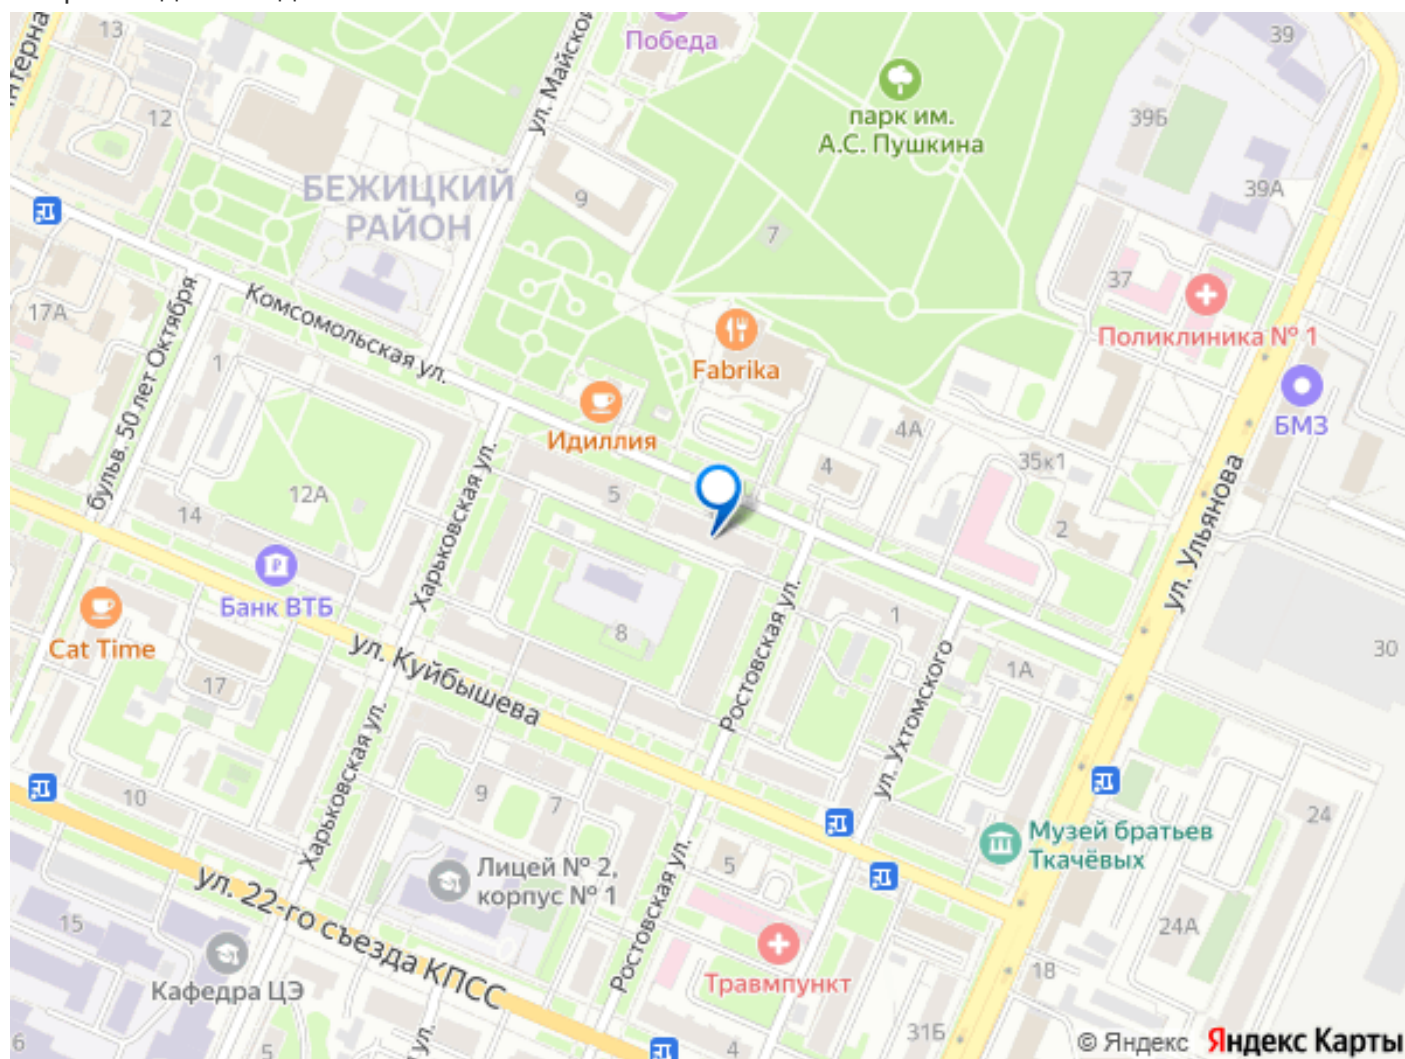 13
Победа
39
ул. Майской
парк им.
А.С. Пушкина
39Б
12
БЕЖИЦКИЙ
РАЙОН
9
39А
7
37
Поликлиника № 1
17А
бульв. 50 лет Октября
Комсомольская ул.
1
Fabrika
Идиллия
БМЗ
4А
4
35к1
12А
5
14
Харьковская ул.
2
ул. Ульянова
Банк ВТБ
Cat Time
8
1
1А
30
17
ул. Куйбышева
Ростовская ул.
ул. Ухтомского
10
Харьковская ул.
9
7
24
Музей братьев
Ткачёвых
Лицей № 2,
корпус № 1
5
ул. 22-го съезда КПСС
Ростовская ул.
15
24А
Кафедра ЦЭ
Травмпункт
18
6
5
ул.
4
31Б
© Яндекс Яндекс Карты